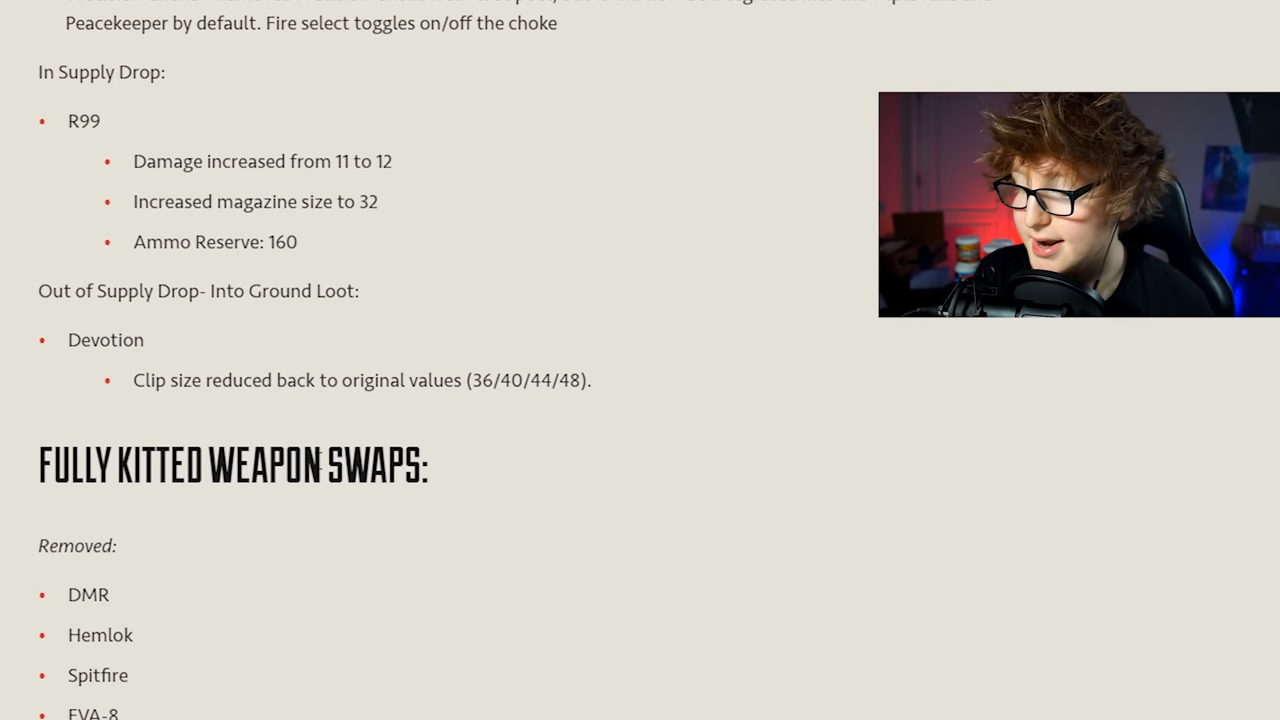 Peacekeeper by default. Fire select toggles on/off the choke
In Supply Drop:
R99
Damage increased from 11 to 12
Increased magazine size to 32
Ammo Reserve: 160
Out of Supply Drop- Into Ground Loot:
Devotion
Clip size reduced back to original values (36/40/44/48).
FULLY KITTED WEAPON SWAPS:
Removed:
DMR
Hemlok
Spitfire
EVA-8